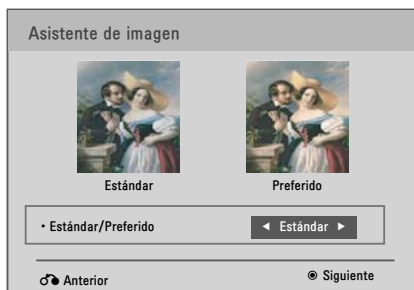 Asistente de imagen
Estándar Preferido
• Estándar/Preferido ◄ Estándar ►
Anterior ◉ Siguiente